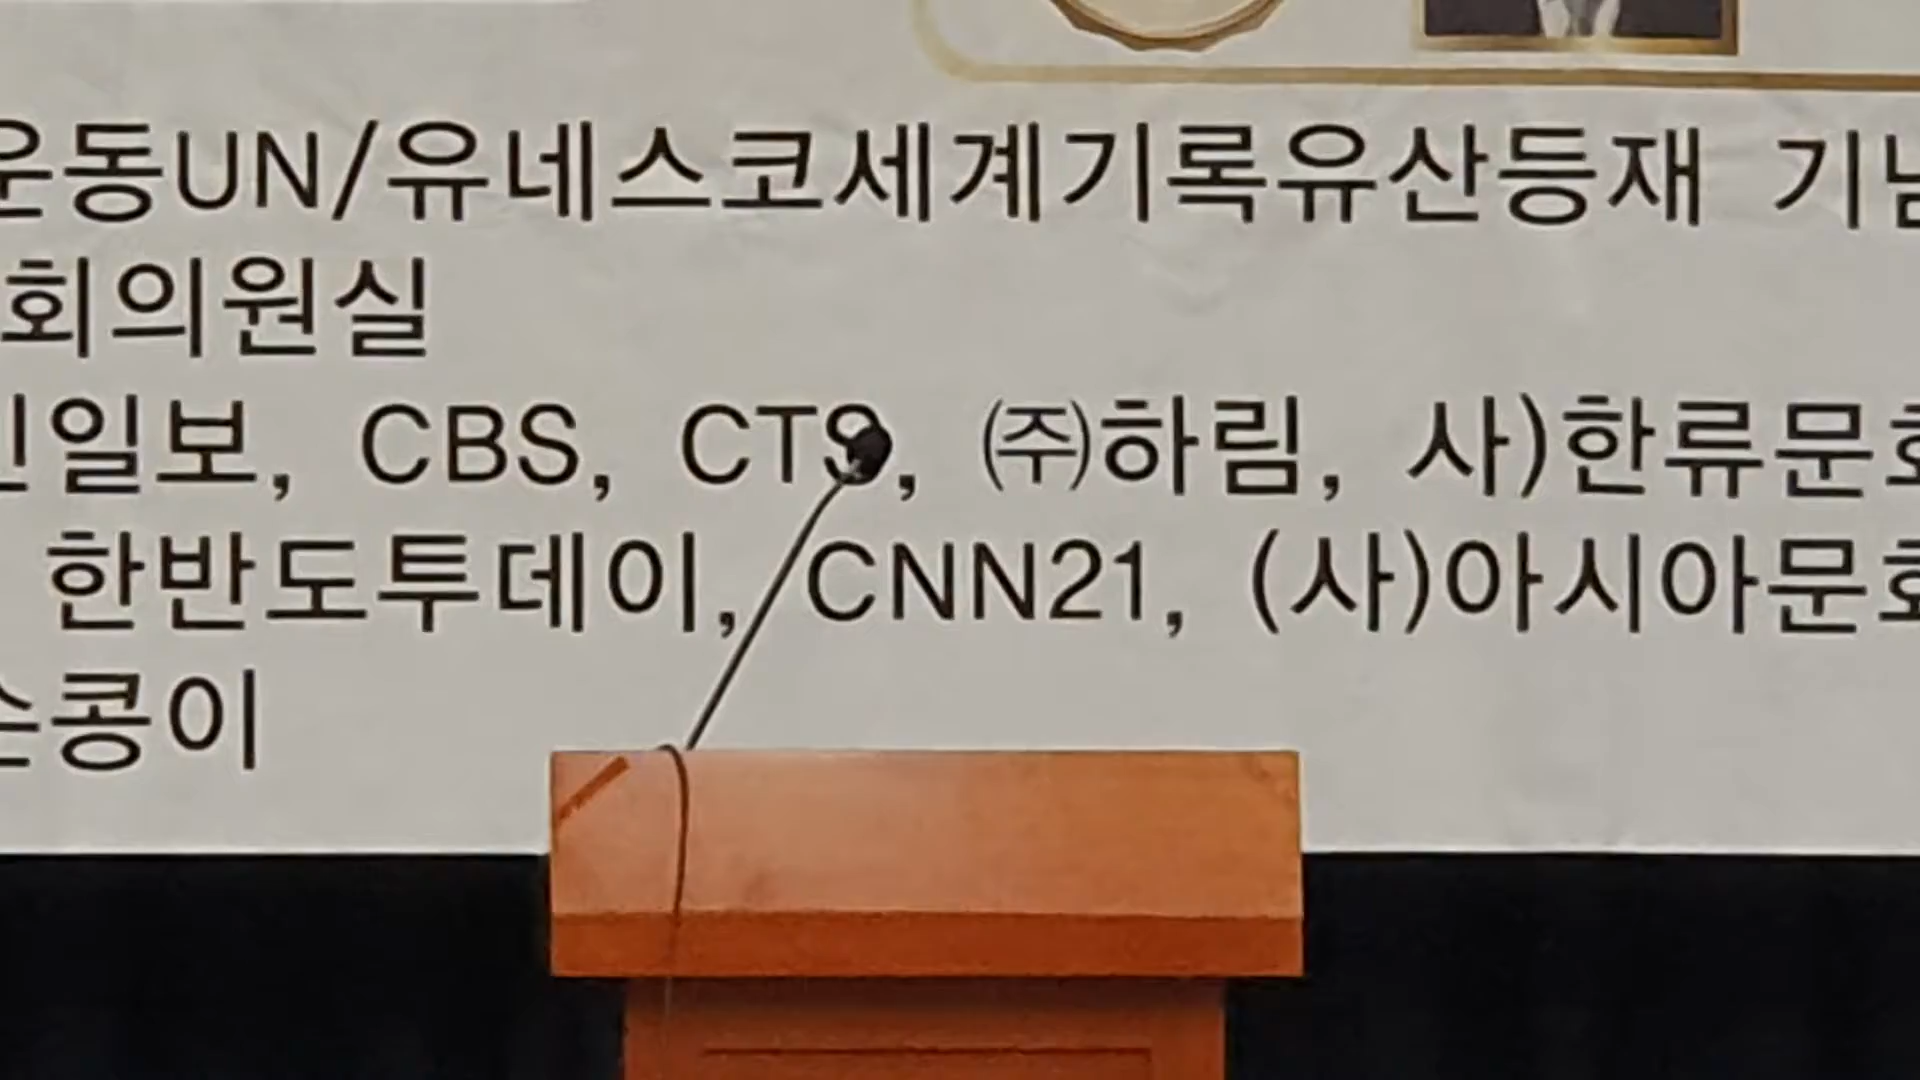 운동UN/유네스코세계기록유산등재 기념
회의원실
일보, CBS, CTS, ㈜하림, 사)한류문화
한반도투데이, CNN21, (사)아시아문화
콩이